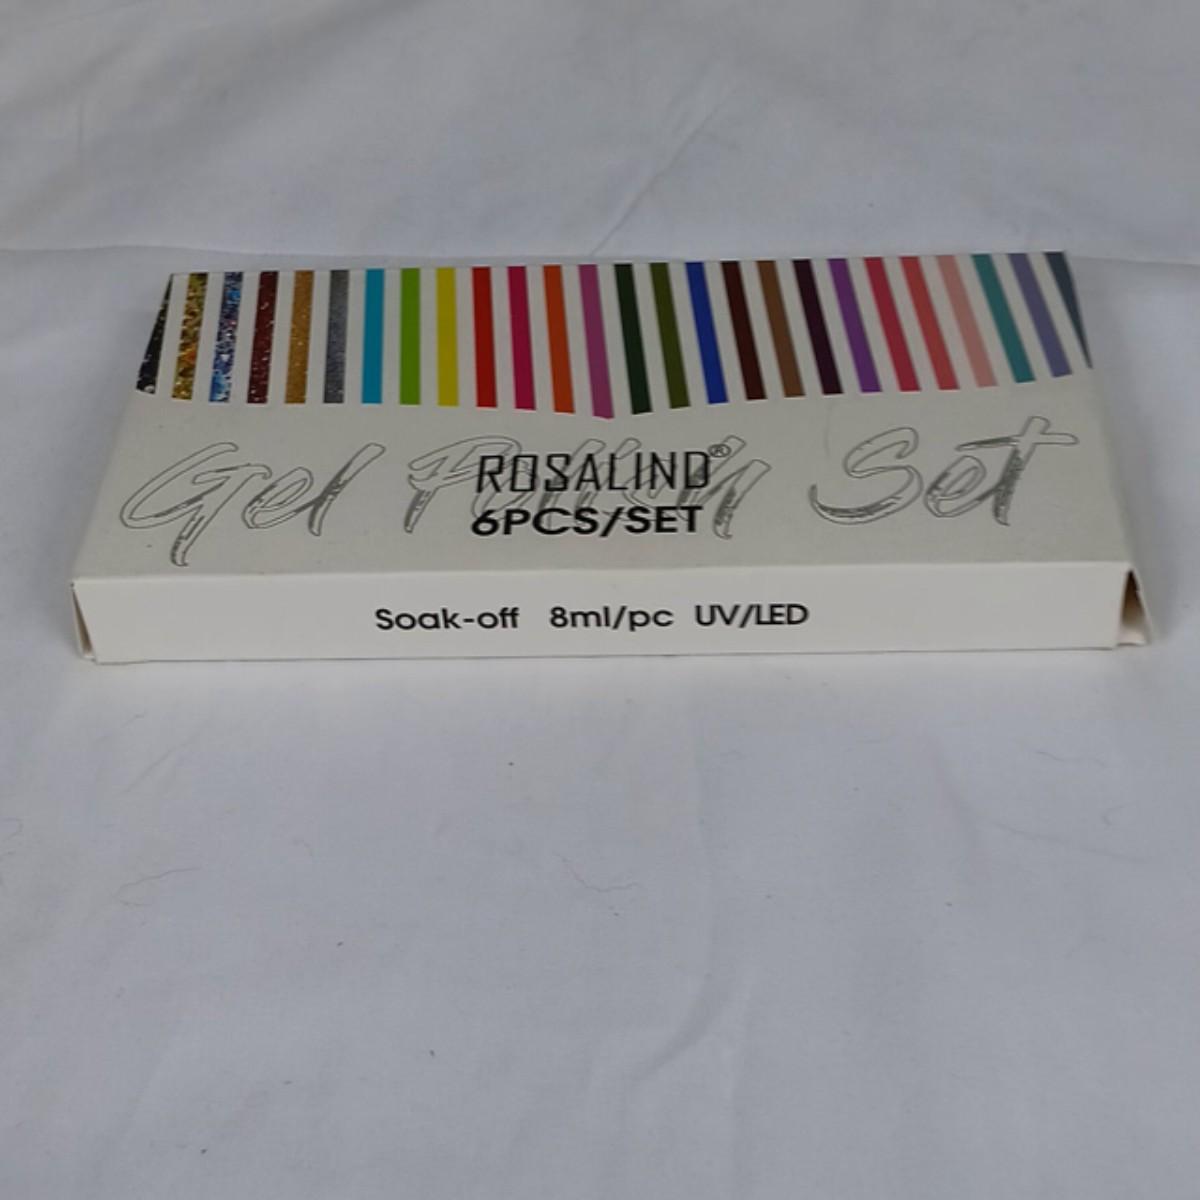 Gel Polish Set
ROSALIND®
6PCS/SET
Soak-off 8ml/pc UV/LED